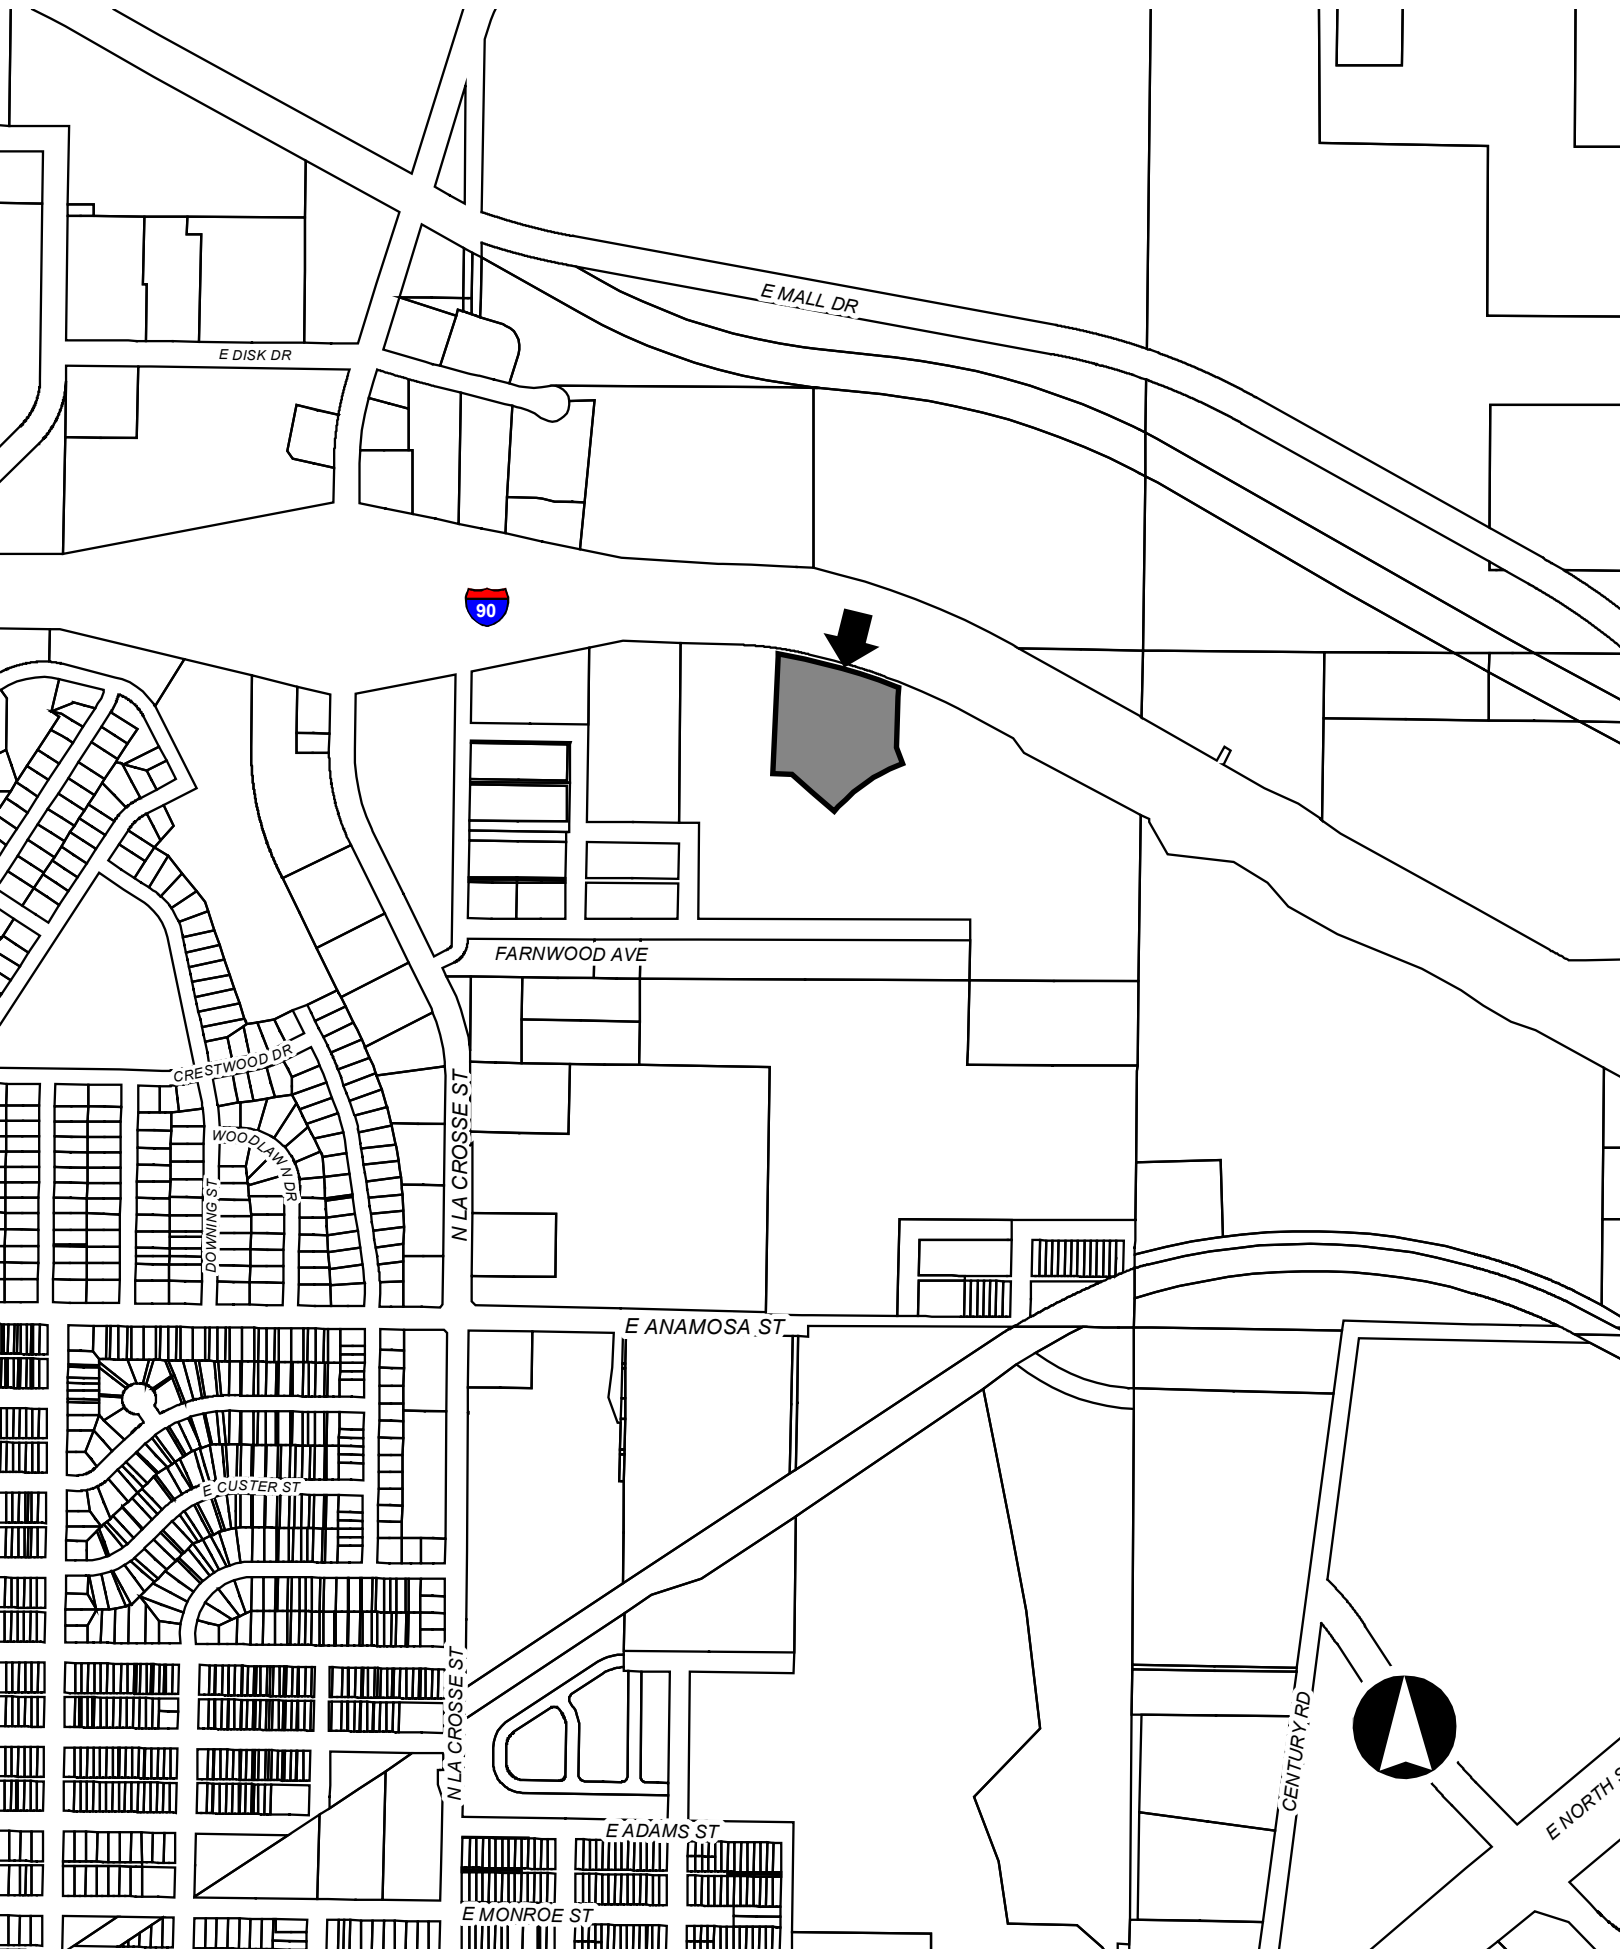 E MALL DR
E DISK DR
90
FARNWOOD AVE
CRESTWOOD DR
WOODLAWN DR
DOWNING ST
N LA CROSSE ST
E ANAMOSA ST
E CUSTER ST
N LA CROSSE ST
CENTURY RD
E NORTH S
E ADAMS ST
E MONROE ST